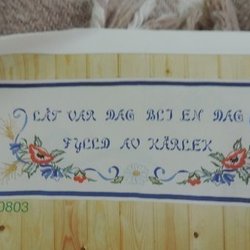 LÅT VAR DAG BLI EN DAG
FYLLD AV KÄRLEK
0803